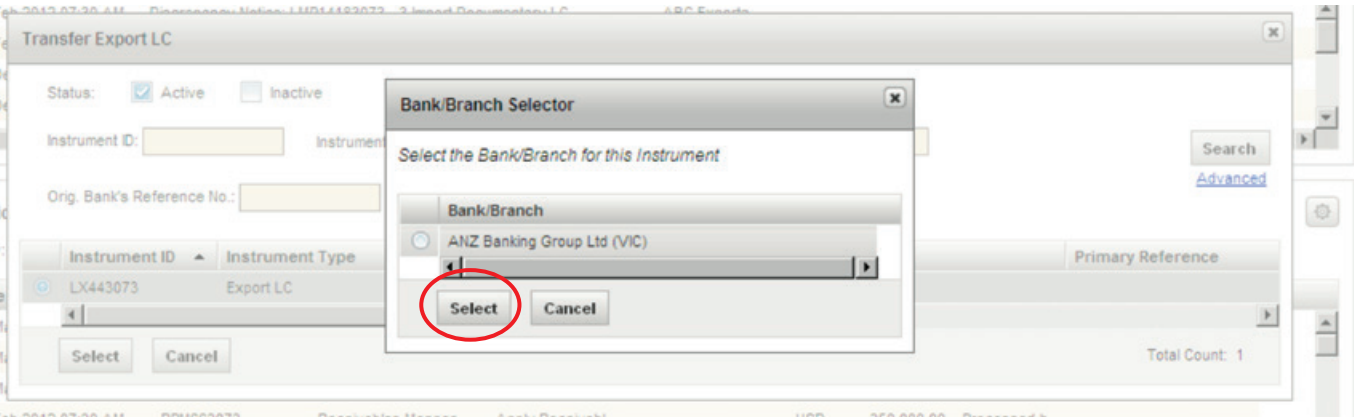 Transfer Export LC
Status: Active Inactive
Instrument ID: Instrument
Search
Advanced
Orig. Bank's Reference No.:
Instrument ID Instrument Type Primary Reference
LX443073 Export LC
Select Cancel
Total Count: 1
Bank/Branch Selector
Select the Bank/Branch for this Instrument
Bank/Branch
ANZ Banking Group Ltd (VIC)
Select Cancel